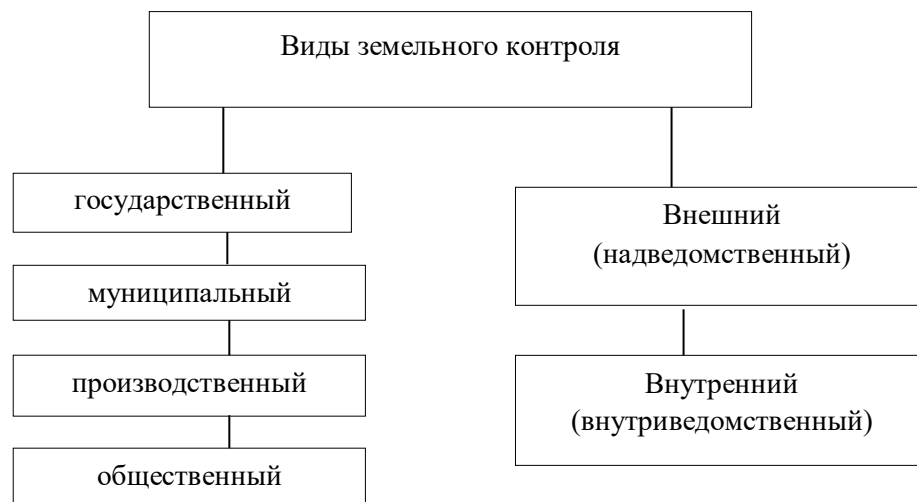 Виды земельного контроля
государственный
муниципальный
производственный
общественный
Внешний
(надведомственный)
Внутренний
(внутриведомственный)